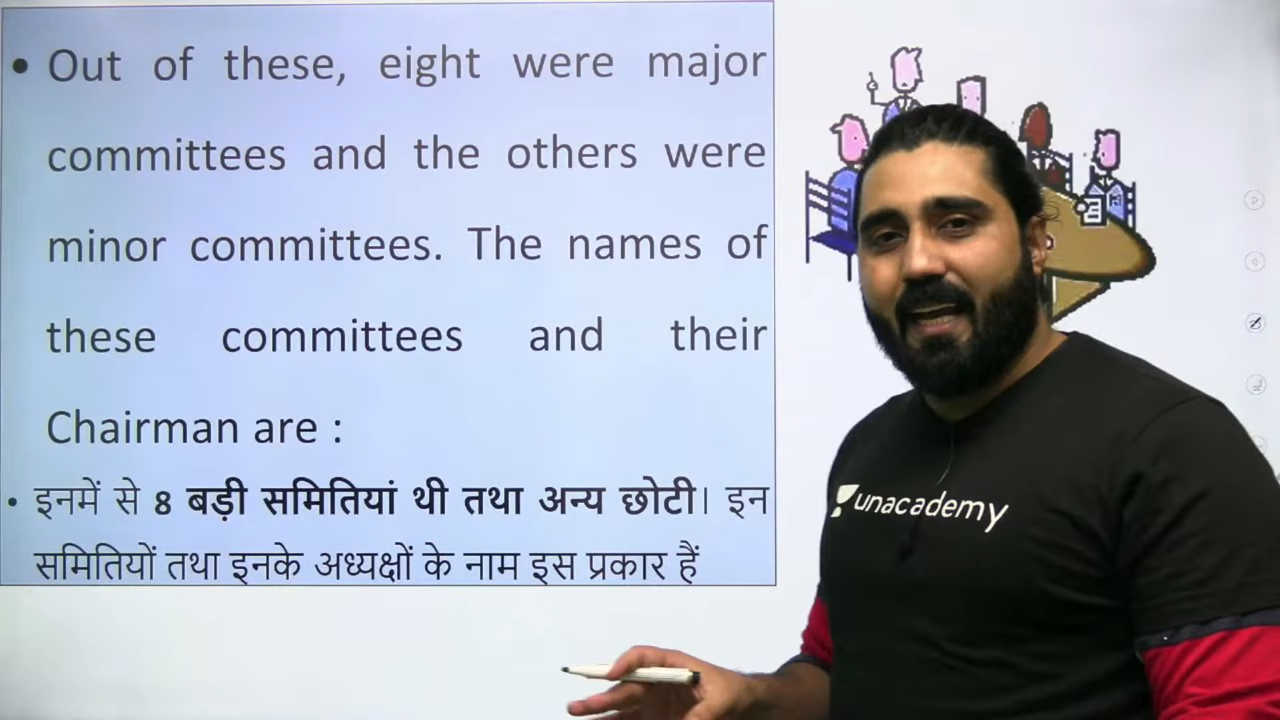 • Out of these, eight were major
committees and the others were
minor committees. The names of
these committees and their
Chairman are :
• इनमें से 8 बड़ी समितियां थी तथा अन्य छोटी। इन
समितियों तथा इनके अध्यक्षों के नाम इस प्रकार हैं
unacademy